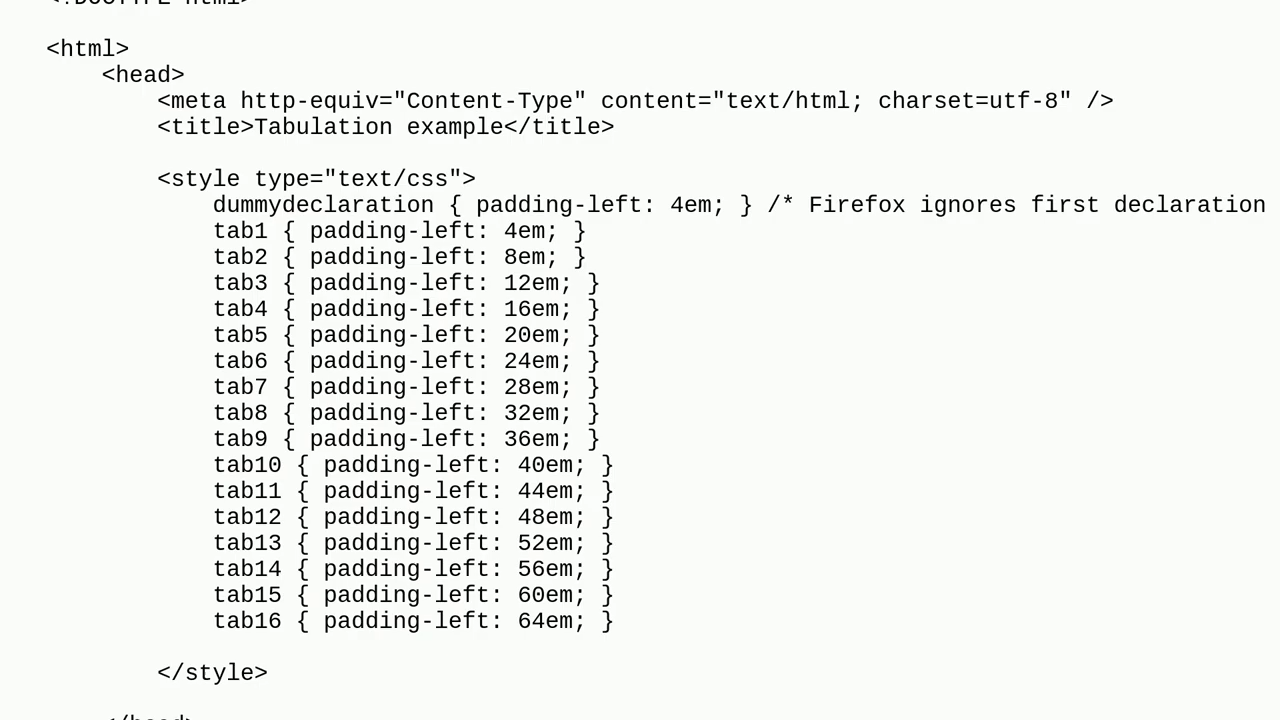 <!DOCTYPE html>
<html>
<head>
<meta http-equiv="Content-Type" content="text/html; charset=utf-8" />
<title>Tabulation example</title>
<style type="text/css">
dummydeclaration { padding-left: 4em; } /* Firefox ignores first declaration
tab1 { padding-left: 4em; }
tab2 { padding-left: 8em; }
tab3 { padding-left: 12em; }
tab4 { padding-left: 16em; }
tab5 { padding-left: 20em; }
tab6 { padding-left: 24em; }
tab7 { padding-left: 28em; }
tab8 { padding-left: 32em; }
tab9 { padding-left: 36em; }
tab10 { padding-left: 40em; }
tab11 { padding-left: 44em; }
tab12 { padding-left: 48em; }
tab13 { padding-left: 52em; }
tab14 { padding-left: 56em; }
tab15 { padding-left: 60em; }
tab16 { padding-left: 64em; }
</style>
</head>